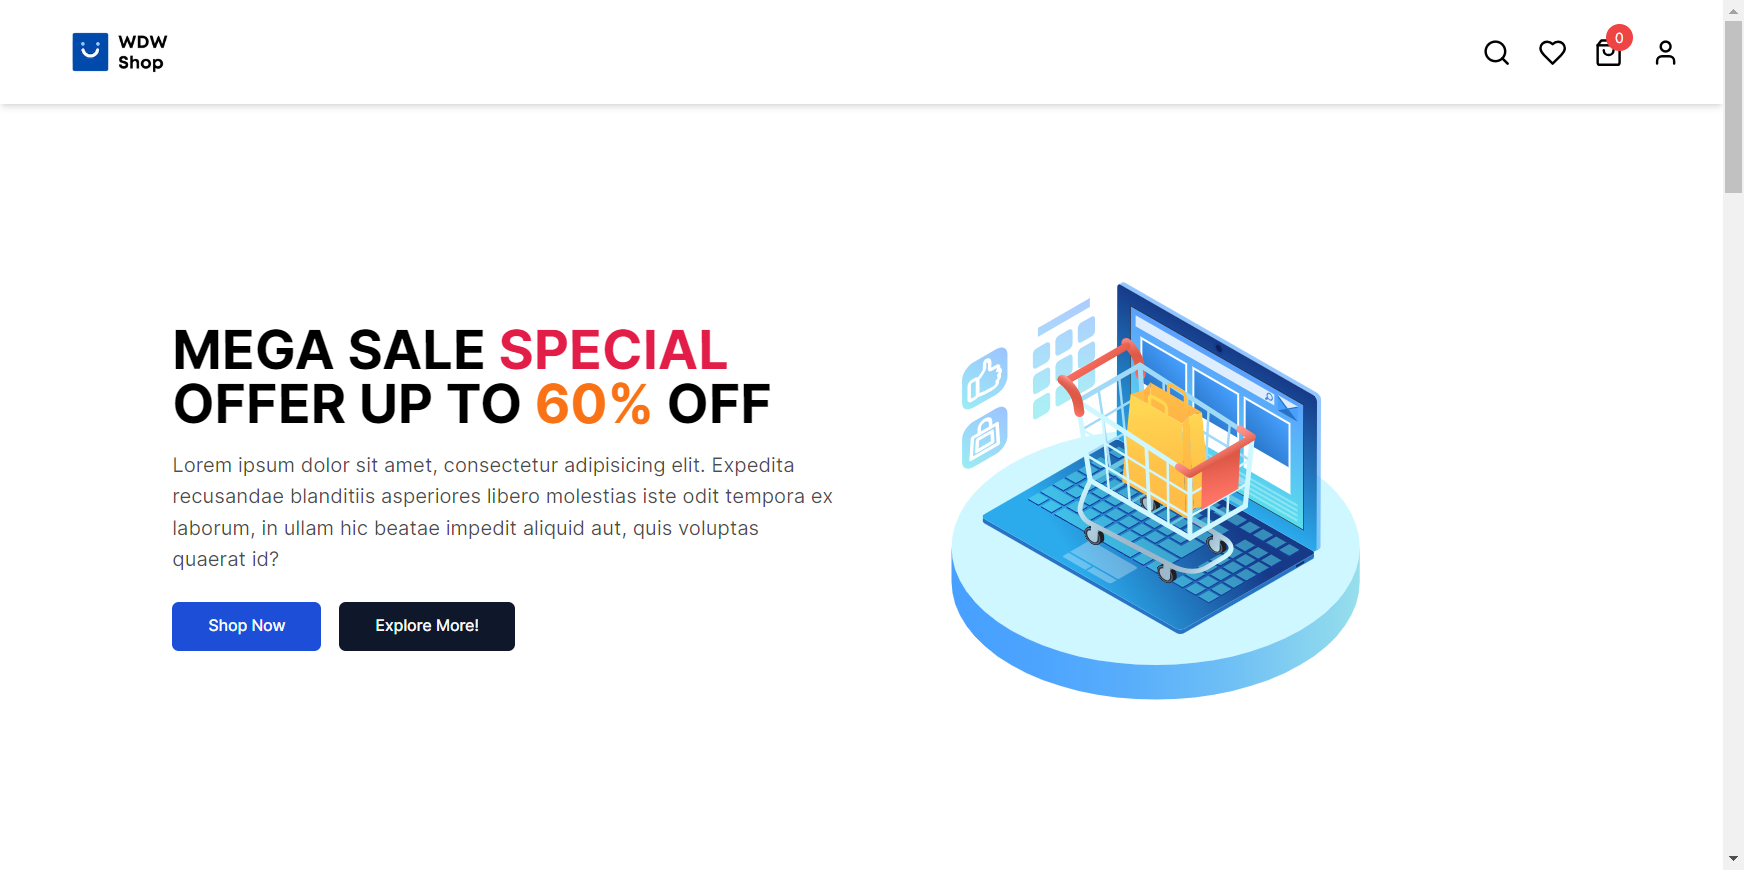 WDW
Shop
0
MEGA SALE SPECIAL
OFFER UP TO 60% OFF
Lorem ipsum dolor sit amet, consectetur adipisicing elit. Expedita
recusandae blanditiis asperiores libero molestias iste odit tempora ex
laborum, in ullam hic beatae impedit aliquid aut, quis voluptas
quaerat id?
Shop Now
Explore More!